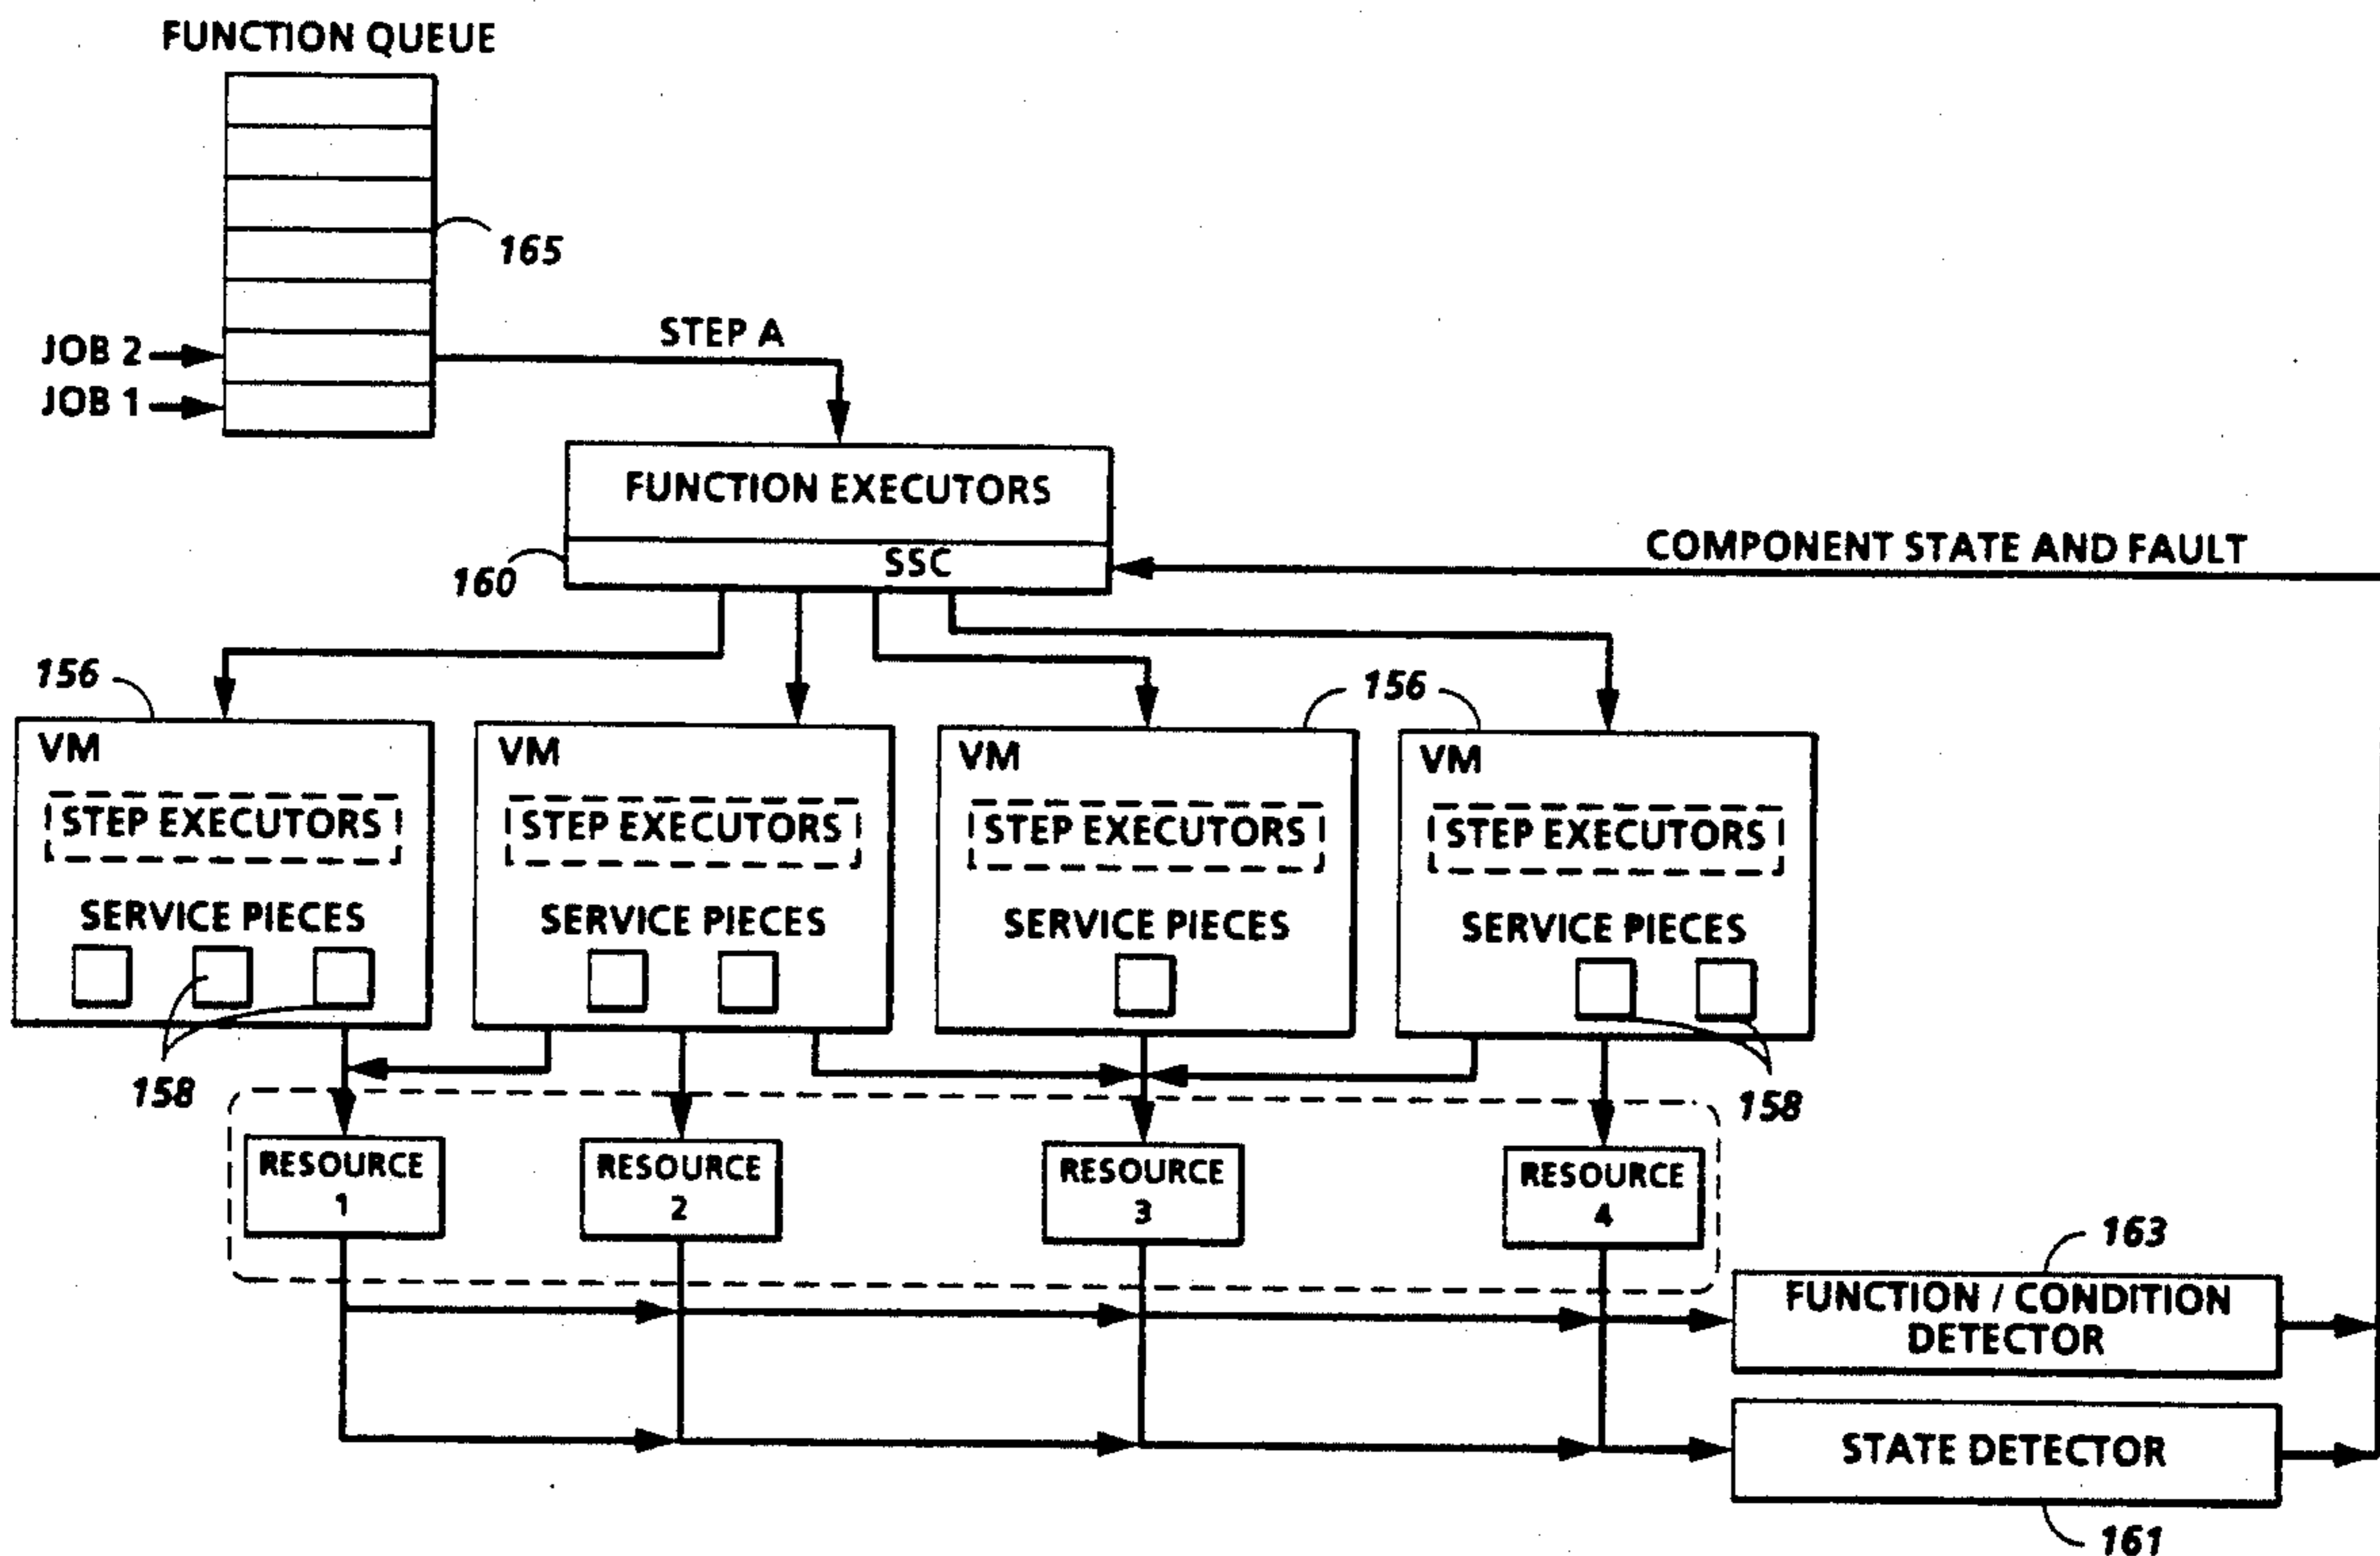 FUNCTION QUEUE
165
JOB 2
JOB 1
STEP A
FUNCTION EXECUTORS
SSC
160
COMPONENT STATE AND FAULT
156
156
VM
STEP EXECUTORS
SERVICE PIECES
VM
STEP EXECUTORS
SERVICE PIECES
VM
STEP EXECUTORS
SERVICE PIECES
VM
STEP EXECUTORS
SERVICE PIECES
158
158
RESOURCE
1
RESOURCE
2
RESOURCE
3
RESOURCE
4
163
FUNCTION / CONDITION
DETECTOR
STATE DETECTOR
161